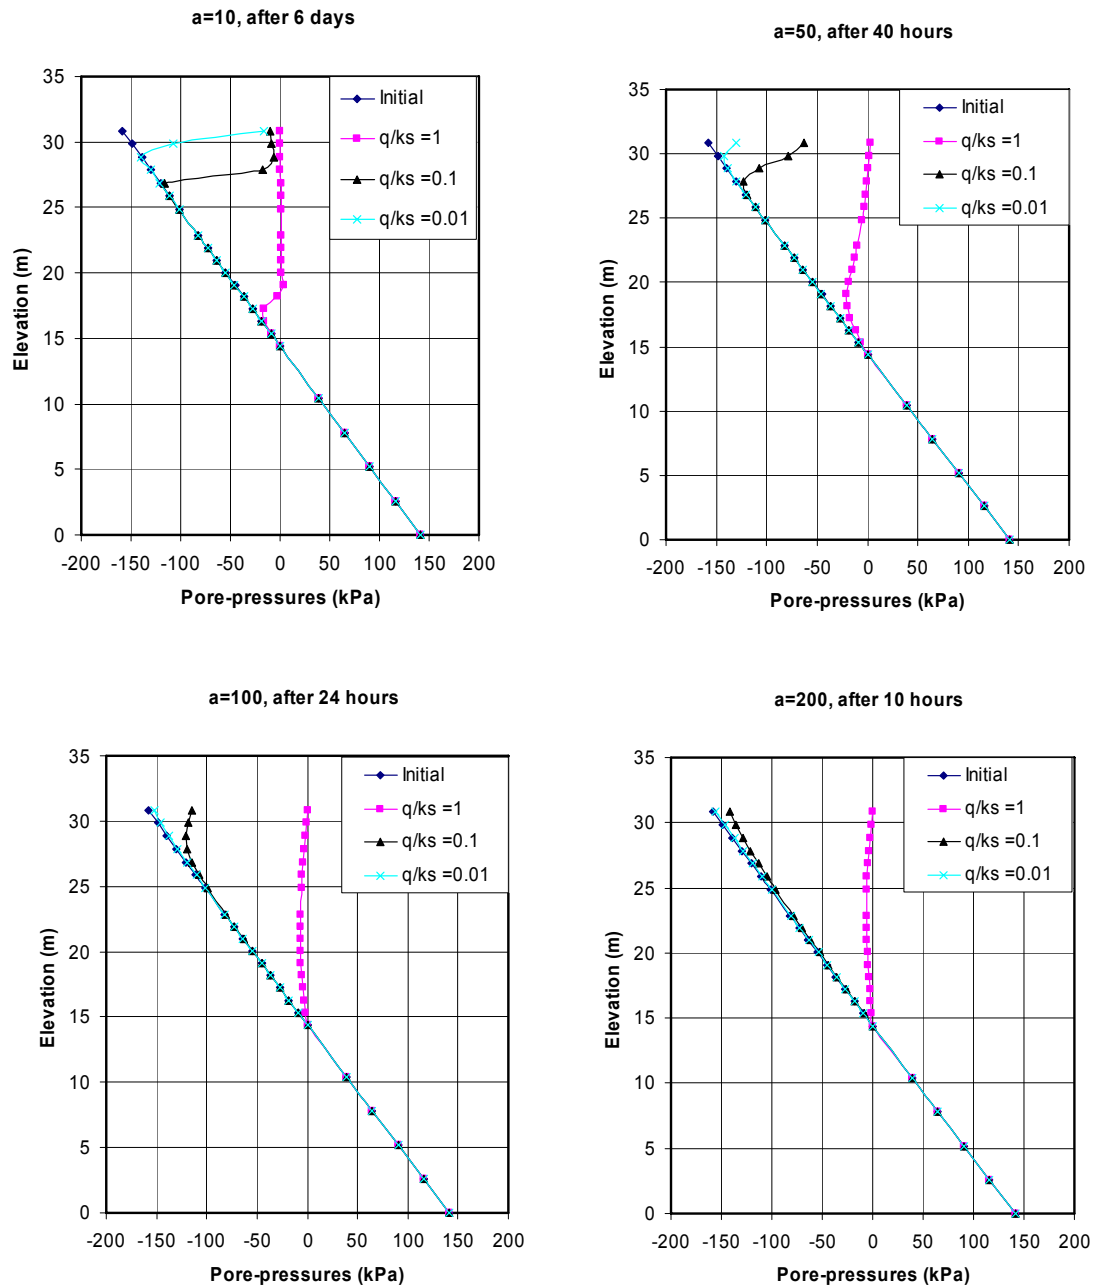 a=10, after 6 days
35
30
25
20
15
10
5
0
Elevation (m)
-200 -150 -100 -50 0 50 100 150 200
Pore-pressures (kPa)
Initial
q/ks =1
q/ks =0.1
q/ks =0.01
a=50, after 40 hours
35
30
25
20
15
10
5
0
Elevation (m)
-200 -150 -100 -50 0 50 100 150 200
Pore-pressures (kPa)
Initial
q/ks =1
q/ks =0.1
q/ks =0.01
a=100, after 24 hours
35
30
25
20
15
10
5
0
Elevation (m)
-200 -150 -100 -50 0 50 100 150 200
Pore-pressures (kPa)
Initial
q/ks =1
q/ks =0.1
q/ks =0.01
a=200, after 10 hours
35
30
25
20
15
10
5
0
Elevation (m)
-200 -150 -100 -50 0 50 100 150 200
Pore-pressures (kPa)
Initial
q/ks =1
q/ks =0.1
q/ks =0.01